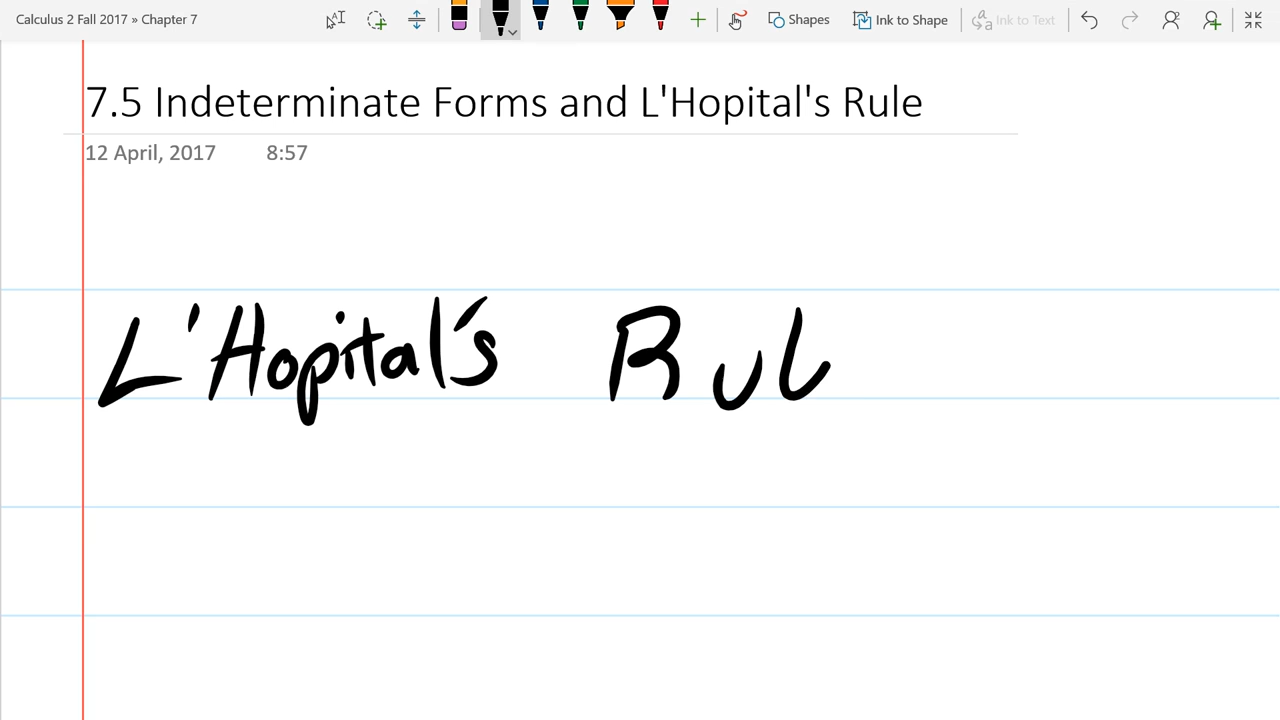 Calculus 2 Fall 2017 » Chapter 7
Shapes
Ink to Shape
Ink to Text
7.5 Indeterminate Forms and L'Hopital's Rule
12 April, 2017 8:57
L'Hopital's Rul